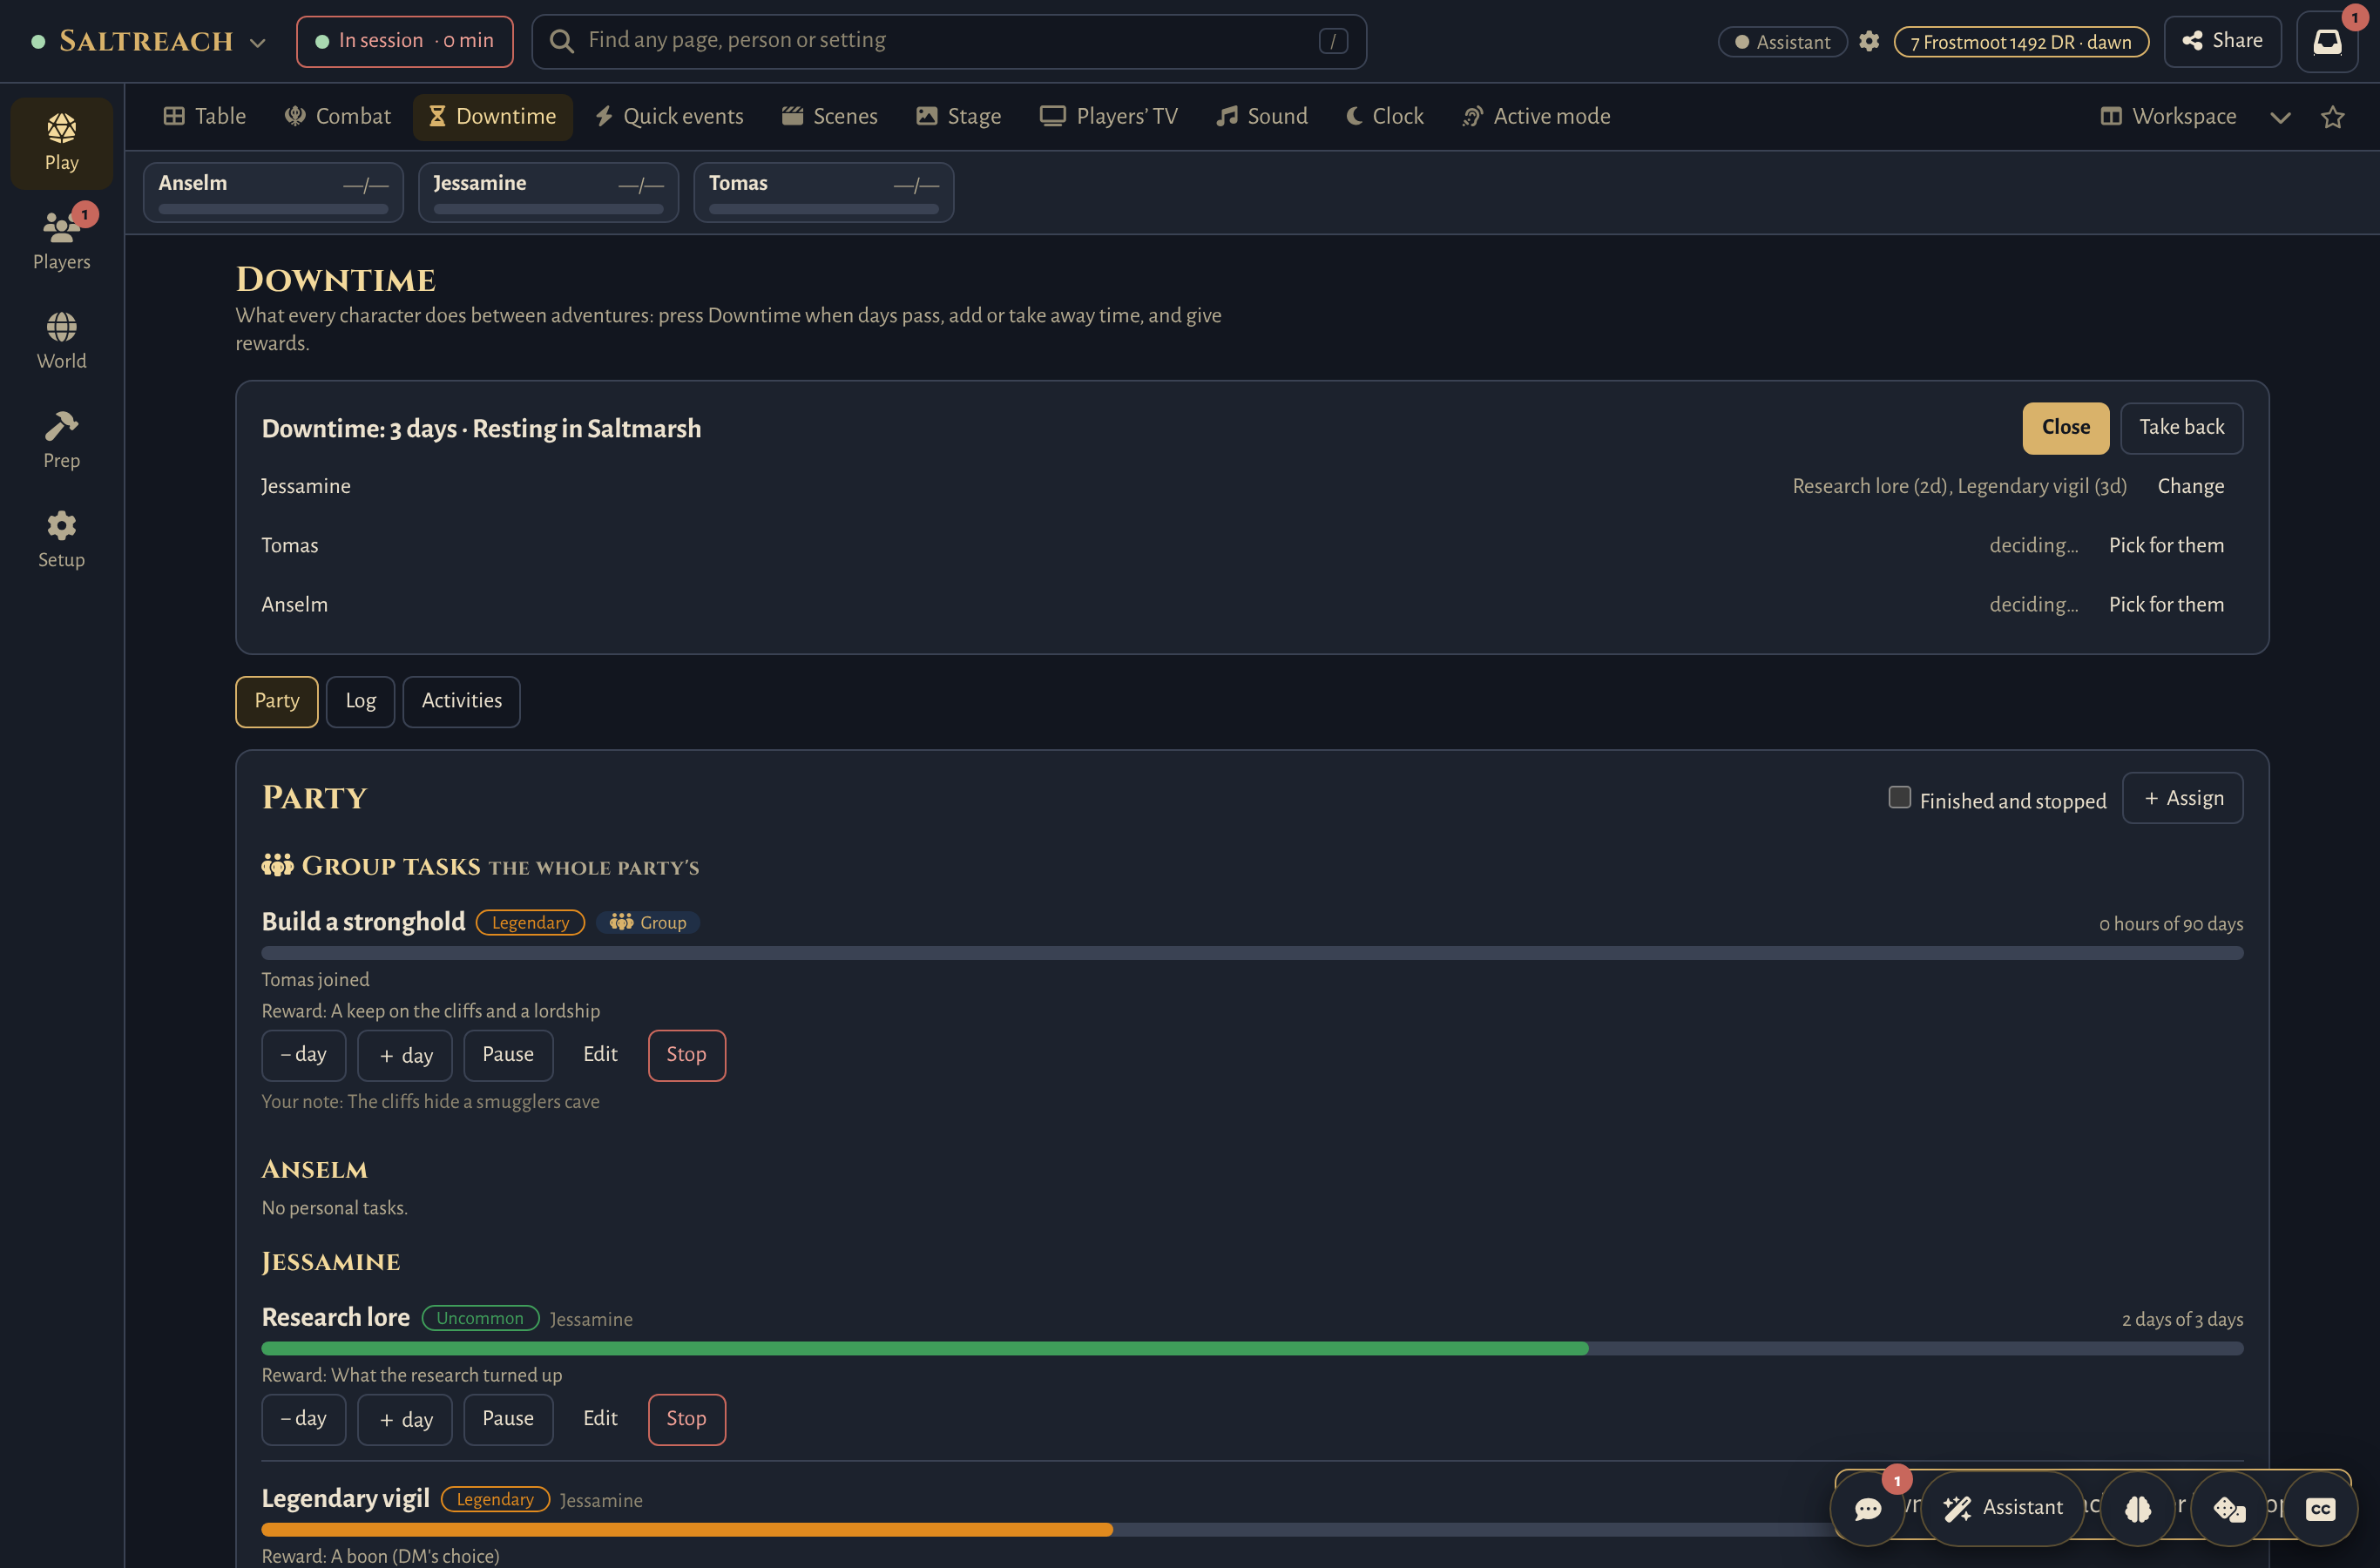 Saltreach
In session · 0 min
Find any page, person or setting
/
Assistant
7 Frostmoot 1492 DR · dawn
Share
1
Play
1
Players
World
Prep
Setup
Table
Combat
Downtime
Quick events
Scenes
Stage
Players’ TV
Sound
Clock
Active mode
Workspace
Anselm —/—
Jessamine —/—
Tomas —/—
Downtime
What every character does between adventures: press Downtime when days pass, add or take away time, and give
rewards.
Downtime: 3 days · Resting in Saltmarsh
Close
Take back
Jessamine
Research lore (2d), Legendary vigil (3d)
Change
Tomas
deciding…
Pick for them
Anselm
deciding…
Pick for them
Party
Log
Activities
Party
Finished and stopped
+ Assign
Group tasks the whole party’s
Build a stronghold
Legendary
Group
0 hours of 90 days
Tomas joined
Reward: A keep on the cliffs and a lordship
– day
+ day
Pause
Edit
Stop
Your note: The cliffs hide a smugglers cave
Anselm
No personal tasks.
Jessamine
Research lore
Uncommon
Jessamine
2 days of 3 days
Reward: What the research turned up
– day
+ day
Pause
Edit
Stop
Legendary vigil
Legendary
Jessamine
Reward: A boon (DM's choice)
1
Assistant
CC